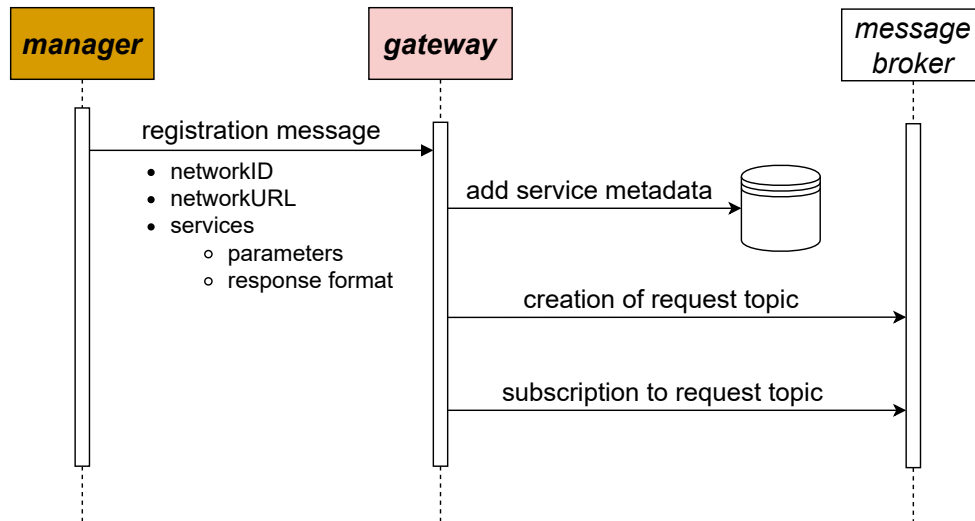 manager
gateway
message
broker
registration message
networkID
networkURL
services
parameters
response format
add service metadata
creation of request topic
subscription to request topic